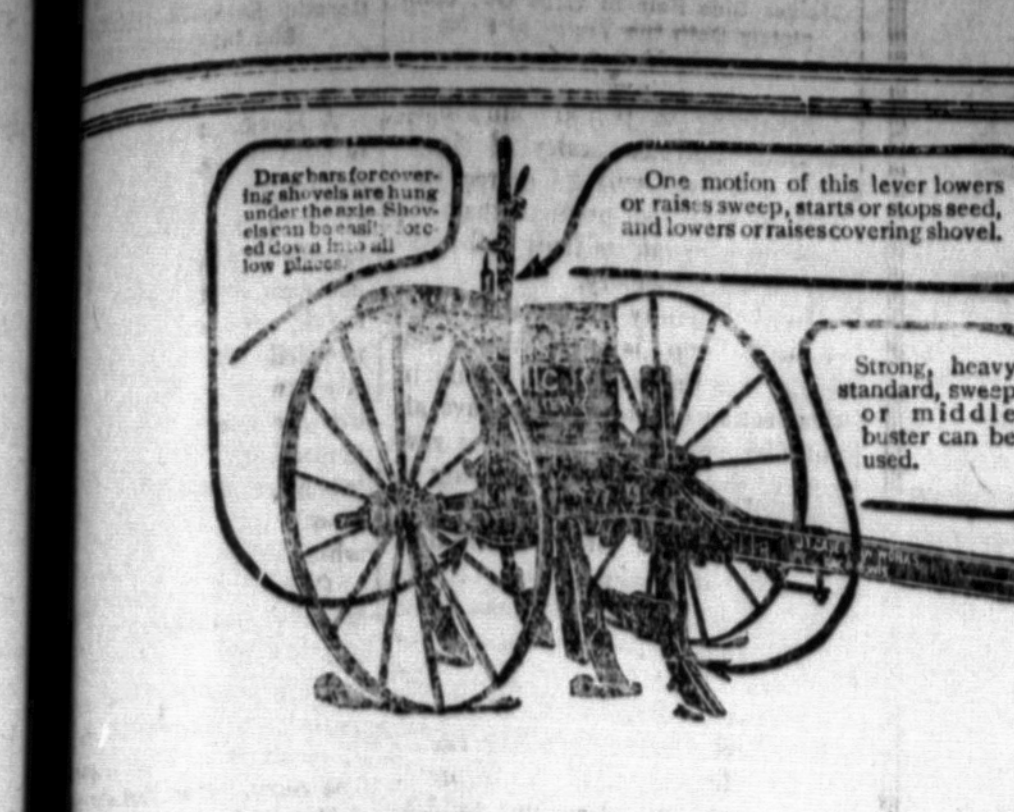 Drag bars for cover-
ing shovels are hung
under the axle. Shov-
els can be easily forc-
ed down into all
low places.
One motion of this lever lowers
or raises sweep, starts or stops seed,
and lowers or raises covering shovel.
Strong, heavy
standard, sweep
or middle
buster can be
used.